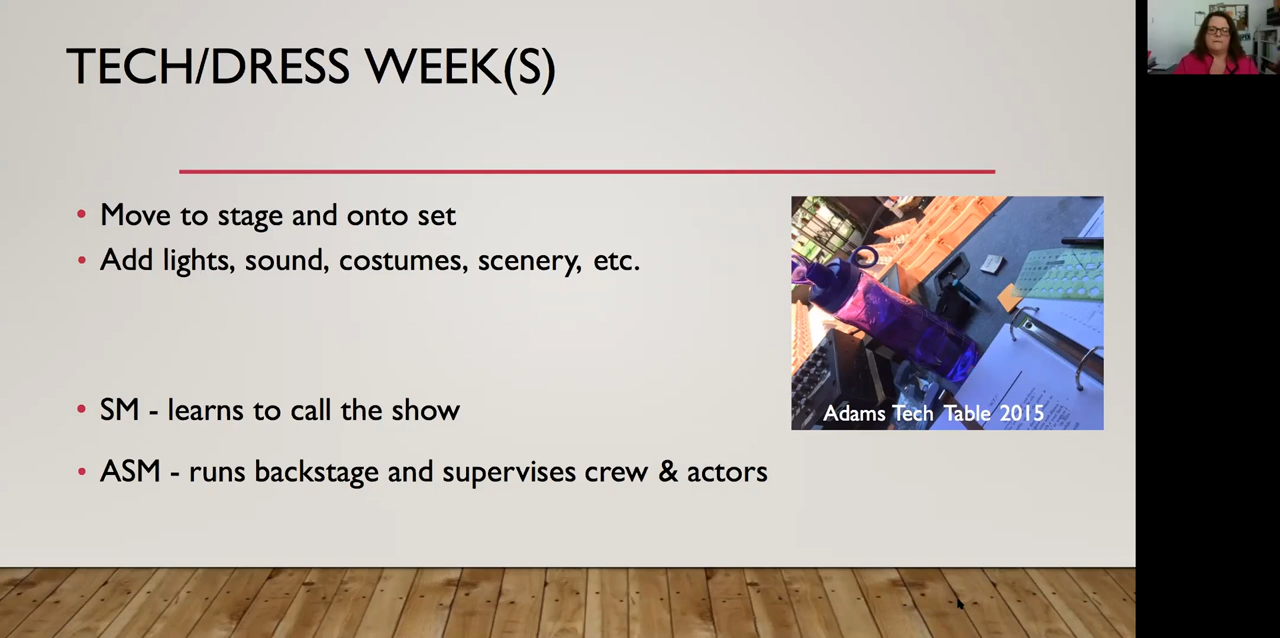 TECH/DRESS WEEK(S)
• Move to stage and onto set
• Add lights, sound, costumes, scenery, etc.
• SM - learns to call the show
• ASM - runs backstage and supervises crew & actors
Adams Tech Table 2015